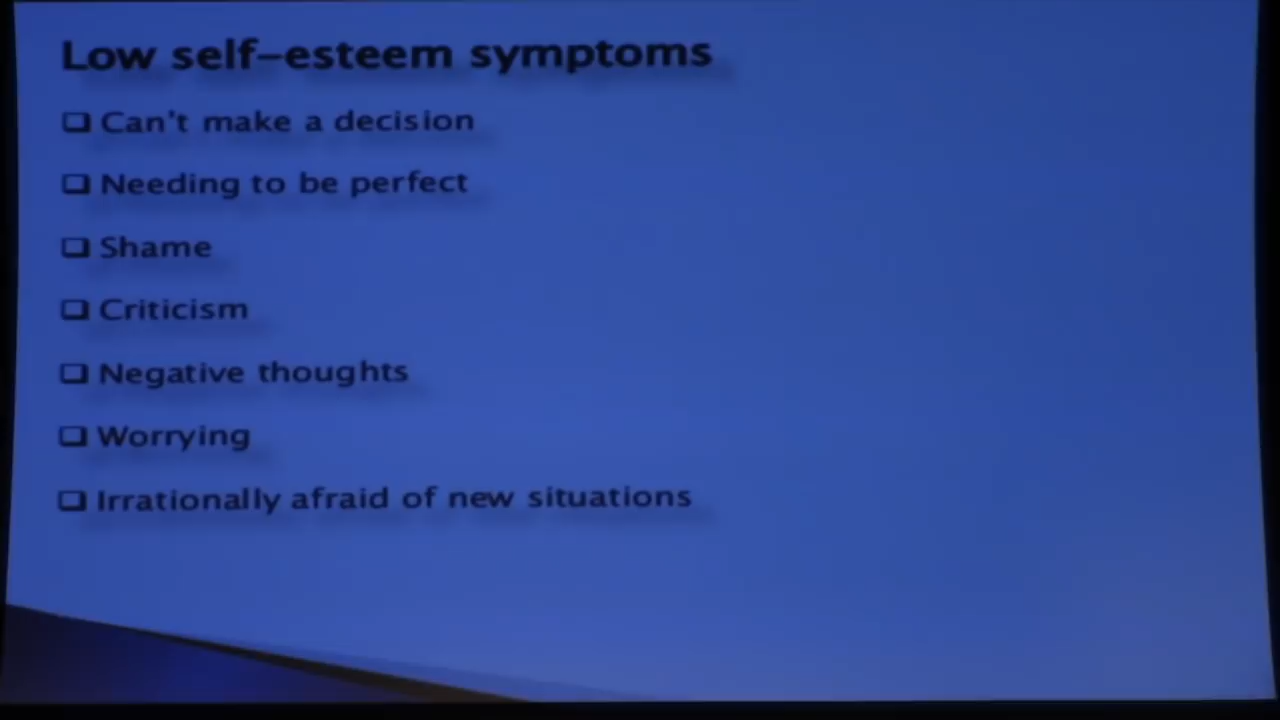 Low self-esteem symptoms
❑ Can't make a decision
❑ Needing to be perfect
❑ Shame
❑ Criticism
❑ Negative thoughts
❑ Worrying
❑ Irrationally afraid of new situations